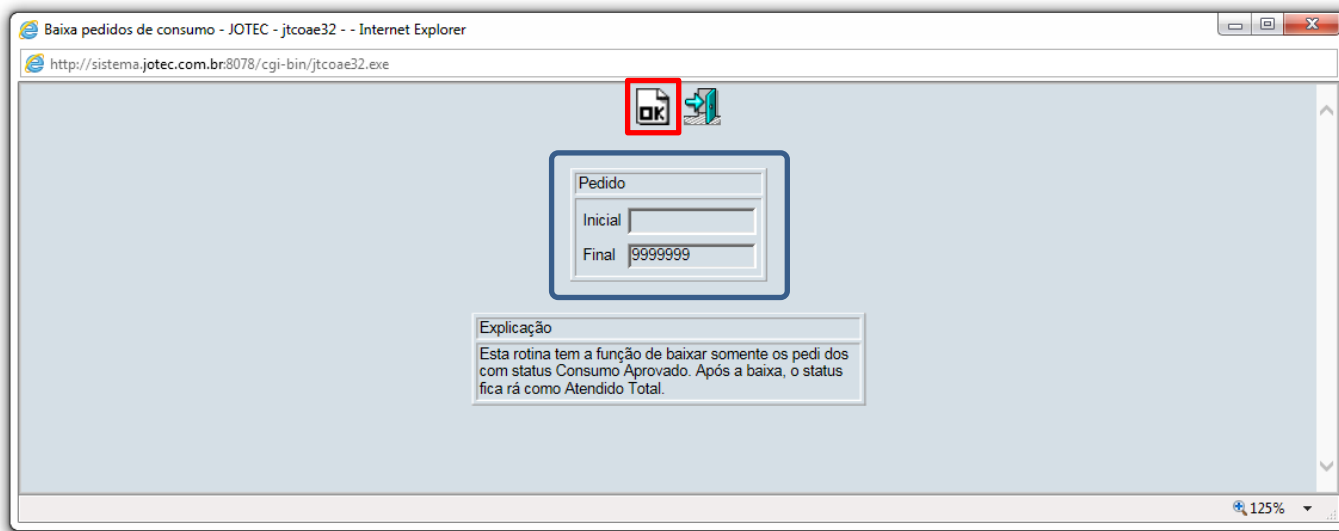 Baixa pedidos de consumo - JOTEC - jtcoae32 - - Internet Explorer
http://sistema.jotec.com.br:8078/cgi-bin/jtcoae32.exe
OK
Pedido
Inicial
Final 9999999
Explicação
Esta rotina tem a função de baixar somente os pedi dos
com status Consumo Aprovado. Após a baixa, o status
fica rá como Atendido Total.
125%